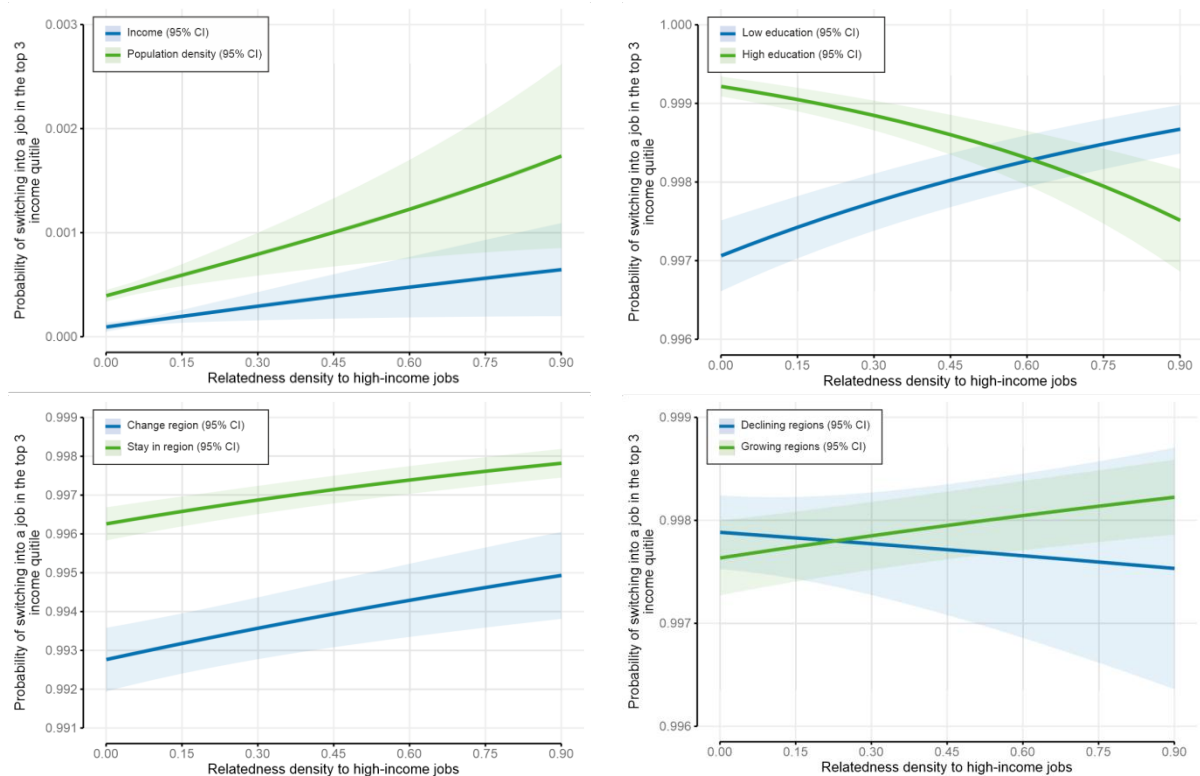 Income (95% CI)
Population density (95% CI)
Probability of switching into a job in the top 3
income quitile
0.003
0.002
0.001
0.000
0.00 0.15 0.30 0.45 0.60 0.75 0.90
Relatedness density to high-income jobs
Low education (95% CI)
High education (95% CI)
Probability of switching into a job in the top 3
income quitile
1.000
0.999
0.998
0.997
0.996
0.00 0.15 0.30 0.45 0.60 0.75 0.90
Relatedness density to high-income jobs
Change region (95% CI)
Stay in region (95% CI)
Probability of switching into a job in the top 3
income quitile
0.999
0.998
0.997
0.996
0.995
0.994
0.993
0.992
0.991
0.00 0.15 0.30 0.45 0.60 0.75 0.90
Relatedness density to high-income jobs
Declining regions (95% CI)
Growing regions (95% CI)
Probability of switching into a job in the top 3
income quitile
0.999
0.998
0.997
0.996
0.00 0.15 0.30 0.45 0.60 0.75 0.90
Relatedness density to high-income jobs